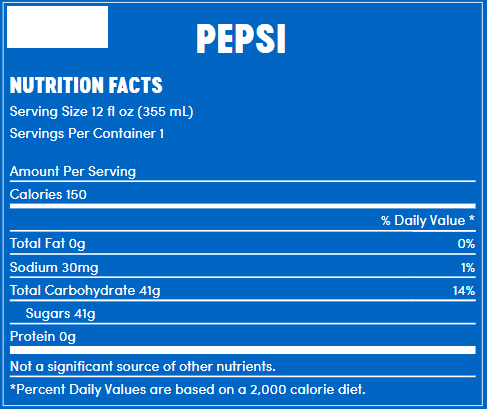 PEPSI
NUTRITION FACTS
Serving Size 12 fl oz (355 mL)
Servings Per Container 1
Amount Per Serving
Calories 150
% Daily Value *
Total Fat 0g 0%
Sodium 30mg 1%
Total Carbohydrate 41g 14%
Sugars 41g
Protein 0g
Not a significant source of other nutrients.
*Percent Daily Values are based on a 2,000 calorie diet.